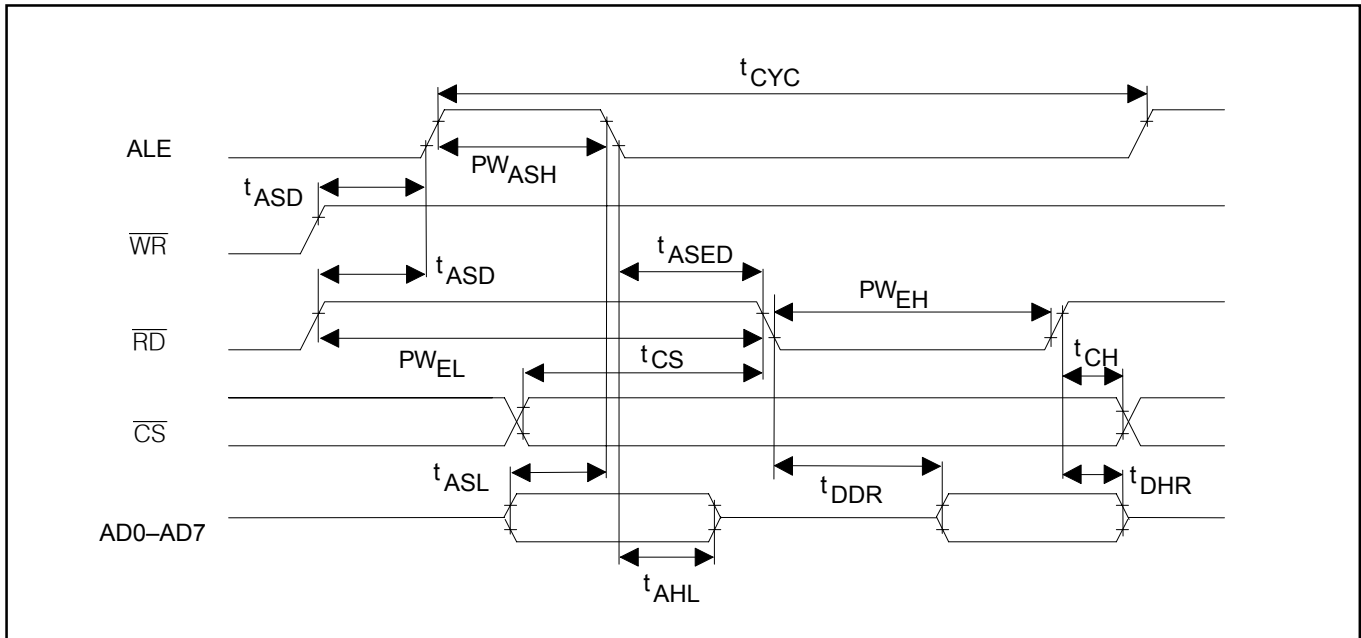 tCYC
ALE
PWASH
tASD
WR
tASED
tASD
PWEH
RD
PWEL
tCS
tCH
CS
tASL
tDDR
tDHR
AD0–AD7
tAHL